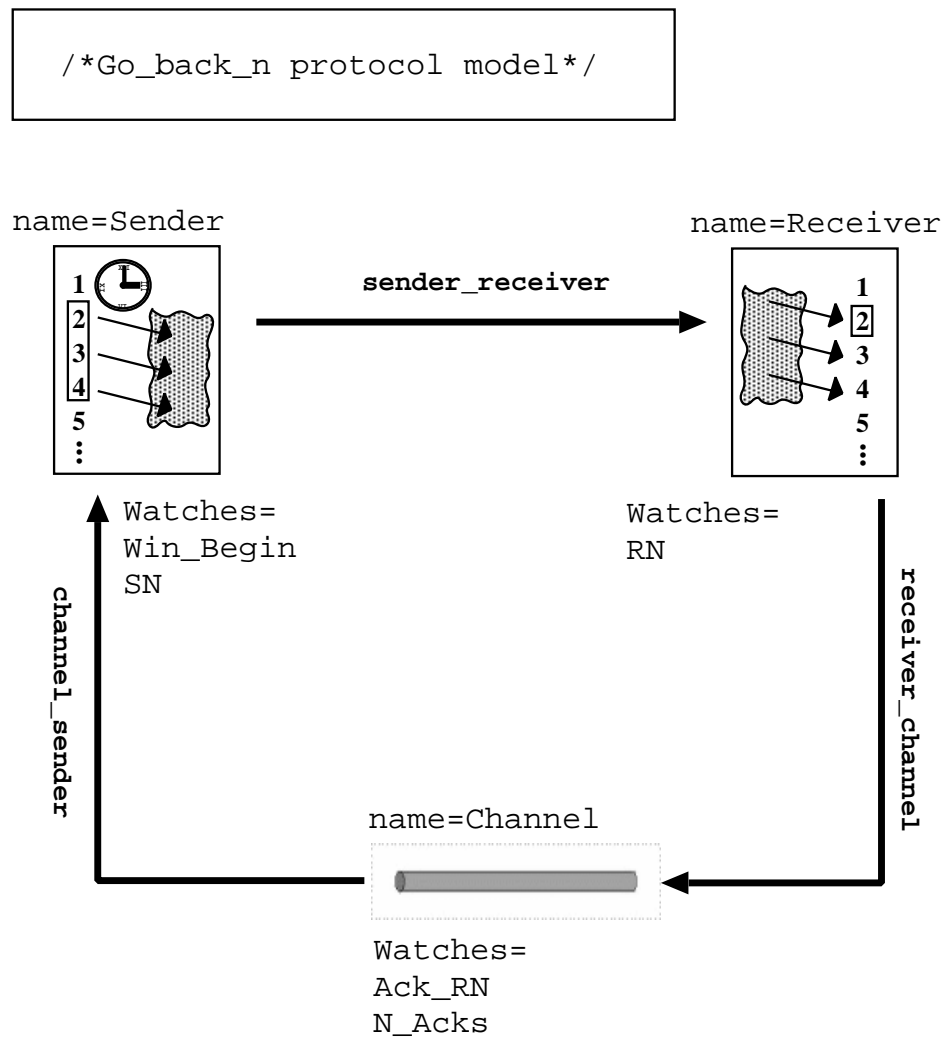 /*Go_back_n protocol model*/
name=Sender
name=Receiver
sender_receiver
1
2
3
4
5
⋮
1
2
3
4
5
⋮
Watches=
Win_Begin
SN
Watches=
RN
channel_sender
receiver_channel
name=Channel
Watches=
Ack_RN
N_Acks